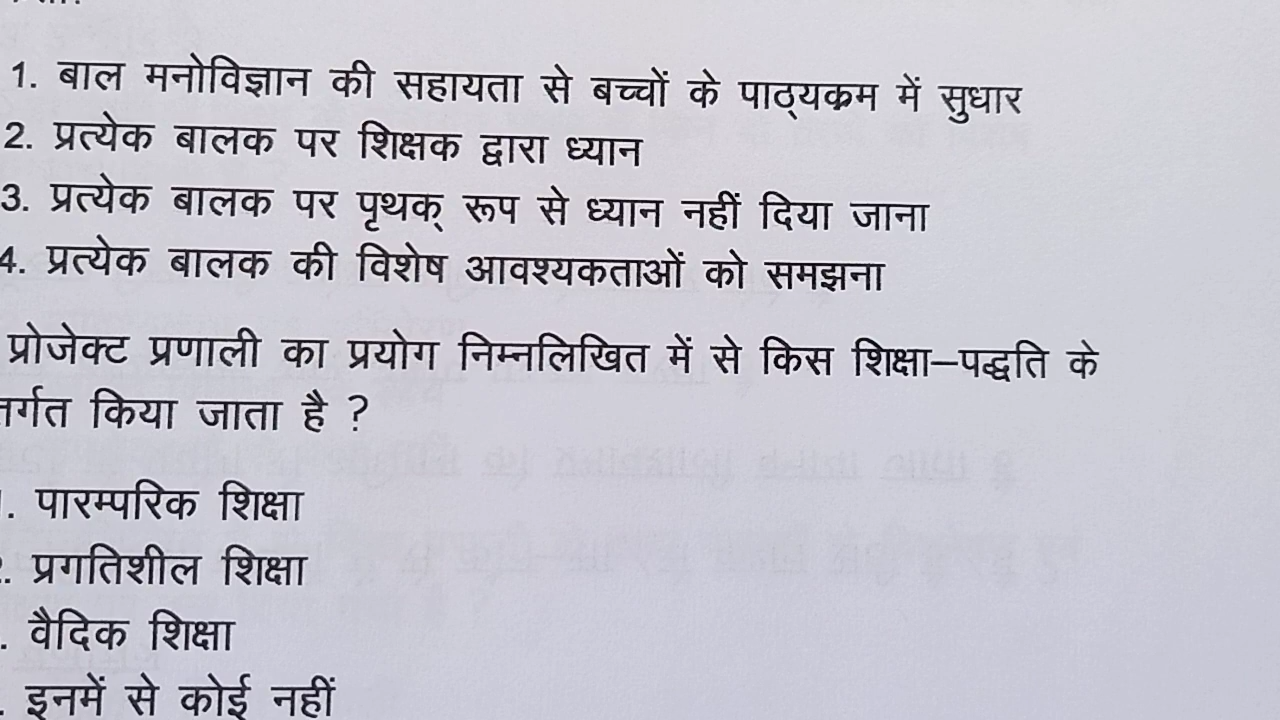 1. बाल मनोविज्ञान की सहायता से बच्चों के पाठ्यक्रम में सुधार
2. प्रत्येक बालक पर शिक्षक द्वारा ध्यान
3. प्रत्येक बालक पर पृथक् रूप से ध्यान नहीं दिया जाना
4. प्रत्येक बालक की विशेष आवश्यकताओं को समझना
प्रोजेक्ट प्रणाली का प्रयोग निम्नलिखित में से किस शिक्षा–पद्धति के
तर्गत किया जाता है ?
. पारम्परिक शिक्षा
. प्रगतिशील शिक्षा
. वैदिक शिक्षा
. इनमें से कोई नहीं